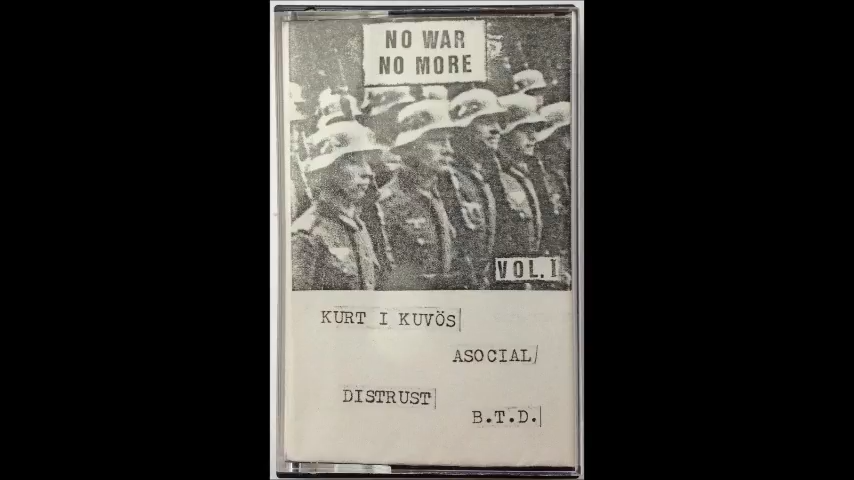 NO WAR
NO MORE
VOL. I
KURT I KUVÖS
ASOCIAL
DISTRUST
B.T.D.